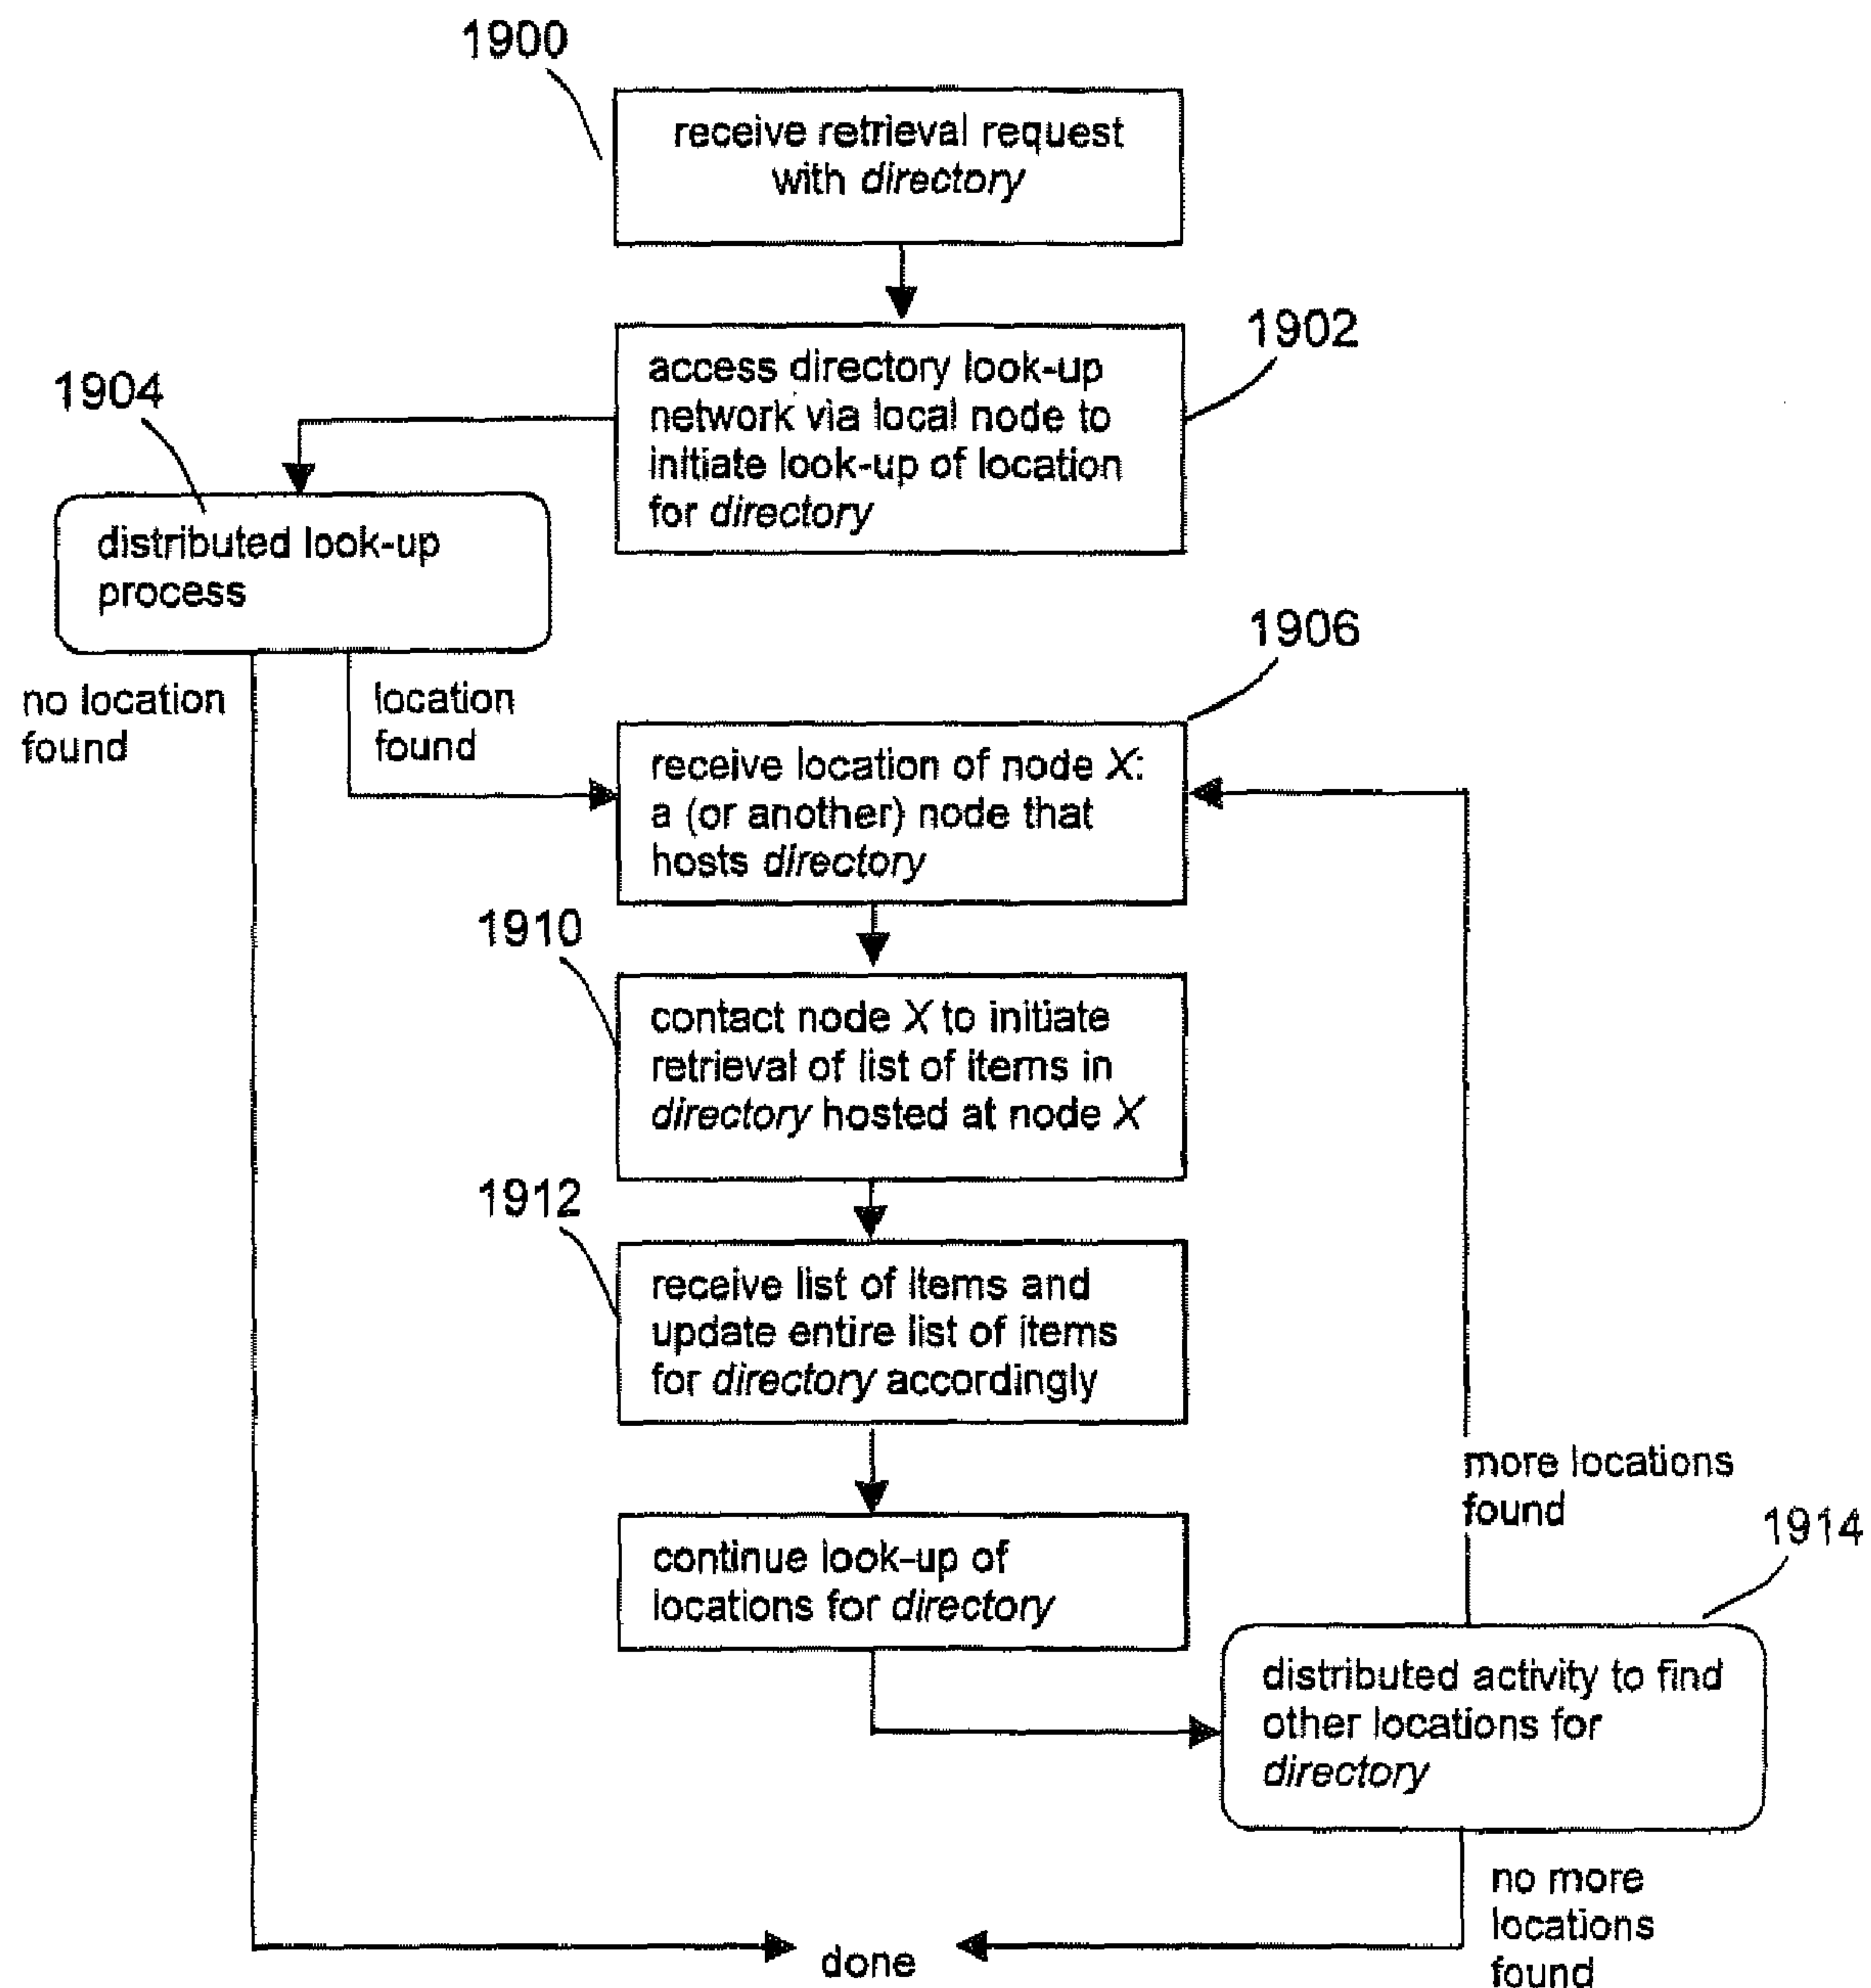 1900
receive retrieval request
with directory
1902
access directory look-up
network via local node to
initiate look-up of location
for directory
1904
distributed look-up
process
no location
found
location
found
1906
receive location of node X:
a (or another) node that
hosts directory
1910
contact node X to initiate
retrieval of list of items in
directory hosted at node X
1912
receive list of items and
update entire list of items
for directory accordingly
continue look-up of
locations for directory
more locations
found
1914
distributed activity to find
other locations for
directory
no more
locations
found
done